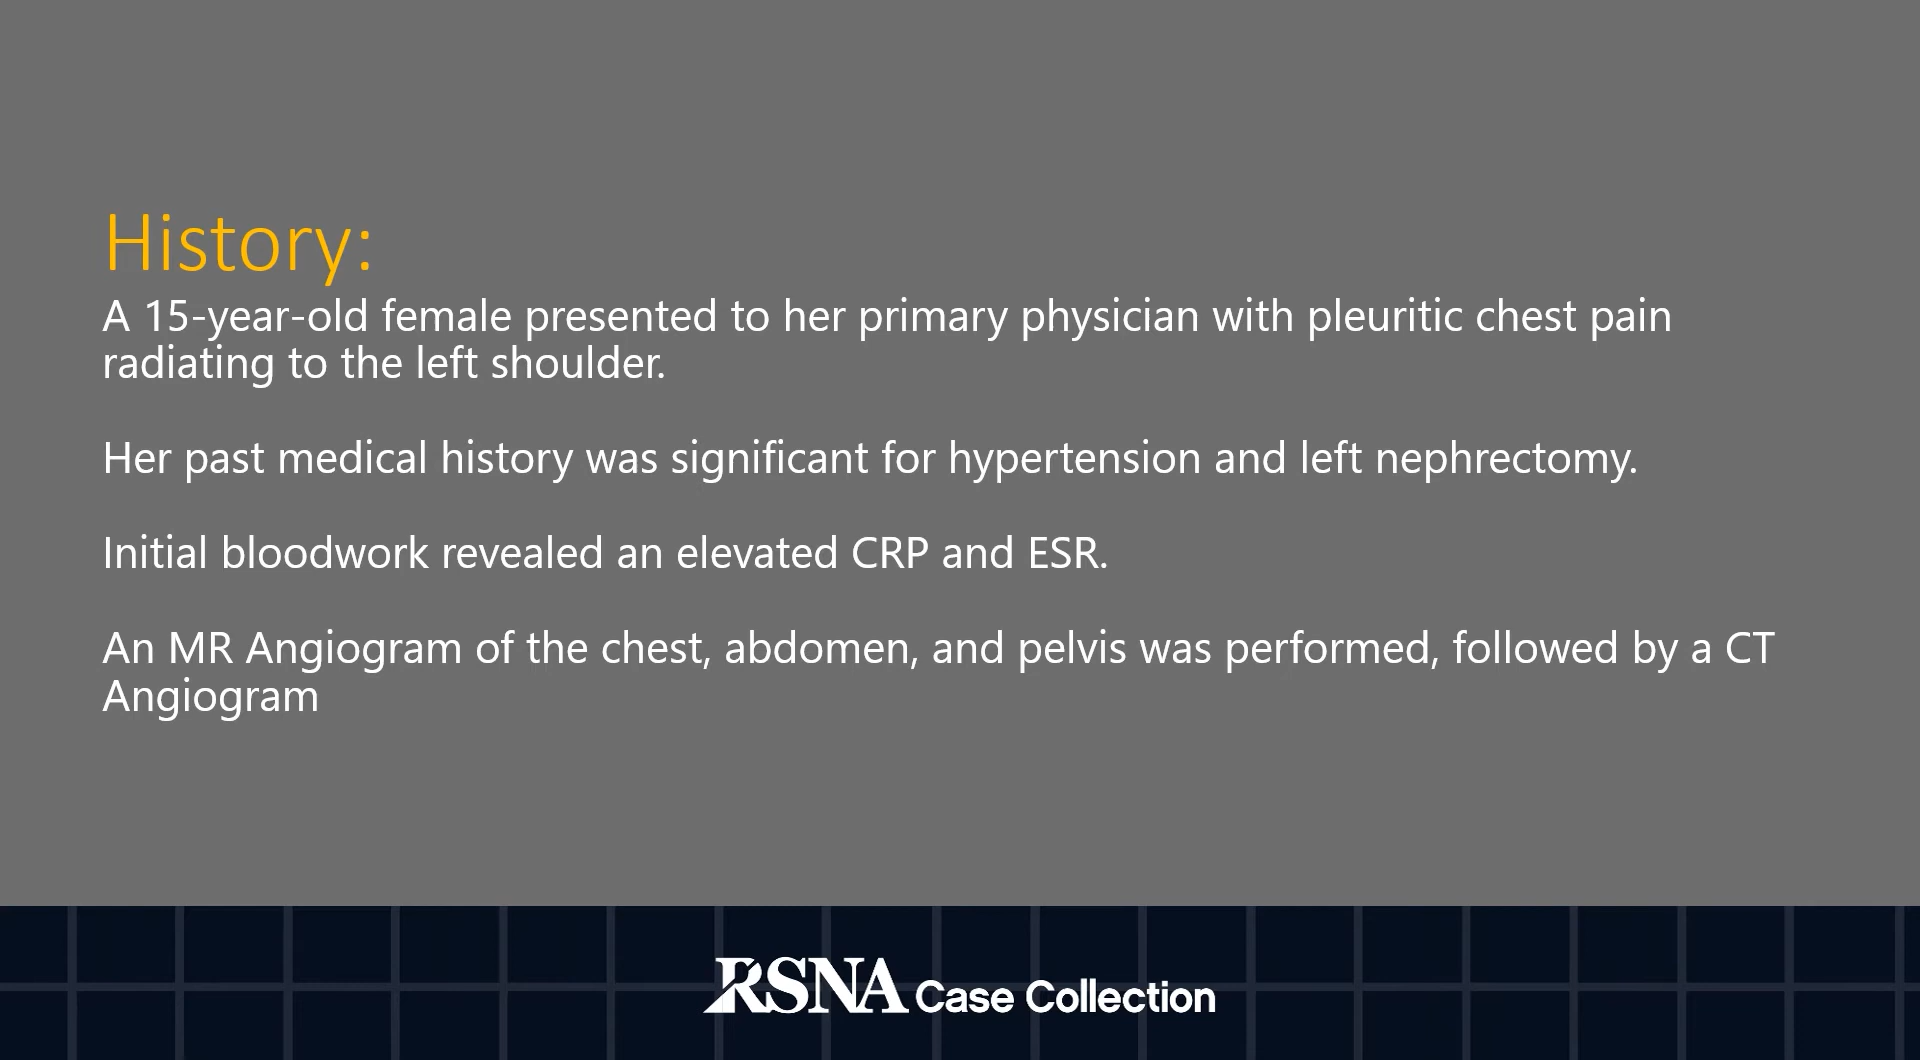 History:
A 15-year-old female presented to her primary physician with pleuritic chest pain
radiating to the left shoulder.
Her past medical history was significant for hypertension and left nephrectomy.
Initial bloodwork revealed an elevated CRP and ESR.
An MR Angiogram of the chest, abdomen, and pelvis was performed, followed by a CT
Angiogram
RSNA Case Collection